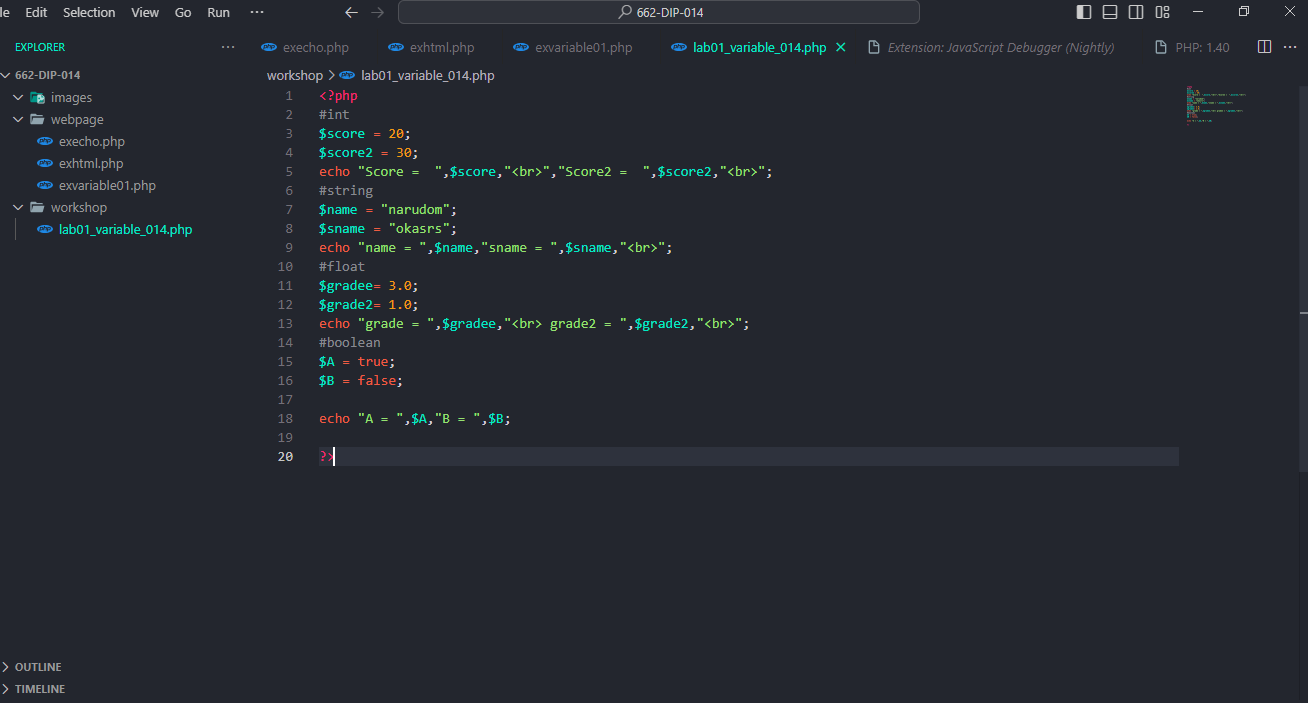 le Edit Selection View Go Run ··· 662-DIP-014
EXPLORER ··· execho.php exhtml.php exvariable01.php lab01_variable_014.php Extension: JavaScript Debugger (Nightly) PHP: 1.40 ···
662-DIP-014
images
webpage
execho.php
exhtml.php
exvariable01.php
workshop
lab01_variable_014.php
workshop > lab01_variable_014.php
1 <?php
2 #int
3 $score = 20;
4 $score2 = 30;
5 echo "Score =  ",$score,"<br>","Score2 =  ",$score2,"<br>";
6 #string
7 $name = "narudom";
8 $sname = "okasrs";
9 echo "name = ",$name,"sname = ",$sname,"<br>";
10 #float
11 $gradee= 3.0;
12 $grade2= 1.0;
13 echo "grade = ",$gradee,"<br> grade2 = ",$grade2,"<br>";
14 #boolean
15 $A = true;
16 $B = false;
17
18 echo "A = ",$A,"B = ",$B;
19
20 ?>
OUTLINE
TIMELINE